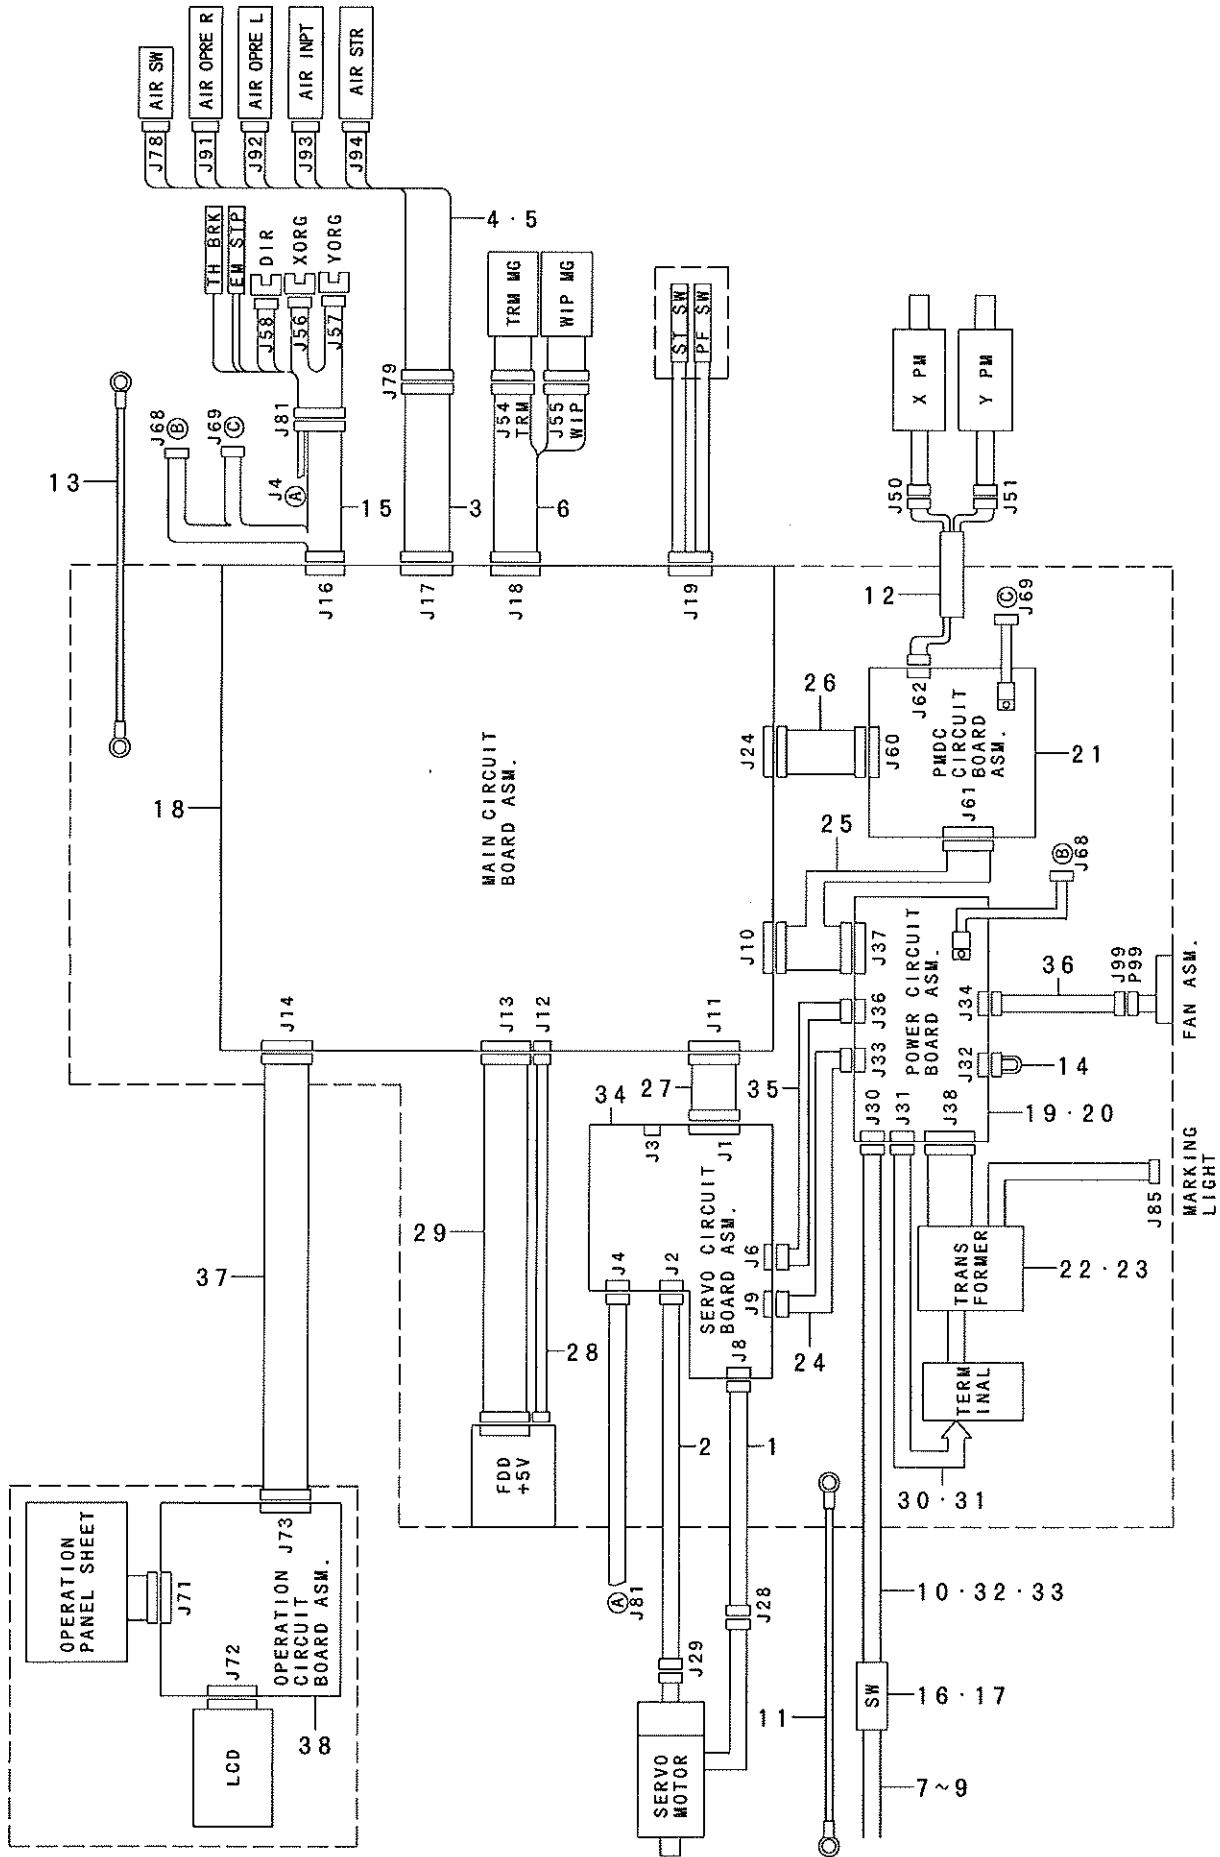 AIR SW
AIR OPRE R
AIR OPRE L
AIR INPT
AIR STR
J78
J91
J92
J93
J94
4・5
TH BRK
EM STP
DIR
XORG
YORG
J58
J56
J57
J79
J81
J68
Ⓑ
J69
Ⓒ
J4
Ⓐ
13
15
3
6
TRM MG
WIP MG
J54
TRM
J55
WIP
ST SW
PF SW
X PM
Y PM
J50
J51
12
J16
J17
J18
J19
18
MAIN CIRCUIT
BOARD ASM.
J24
26
J60
J62
PMDC
CIRCUIT
BOARD
ASM.
J61
21
Ⓒ
J69
25
J10
J37
J14
J13
J12
J11
27
34
35
J36
J33
POWER CIRCUIT
BOARD ASM.
J30
J31
J38
J34
J32
Ⓑ
J68
36
J99
P99
FAN ASM.
14
19・20
J3
J1
SERVO CIRCUIT
BOARD ASM.
J4
J2
J6
J9
J8
24
TRANS
FORMER
22・23
TERM
INAL
J85
MARKING
LIGHT
30・31
37
29
28
FDD
+5V
2
1
Ⓐ
J81
J28
J29
SERVO
MOTOR
11
10・32・33
SW
16・17
7~9
OPERATION
PANEL SHEET
J71
J73
OPERATION
CIRCUIT
BOARD ASM.
J72
LCD
38